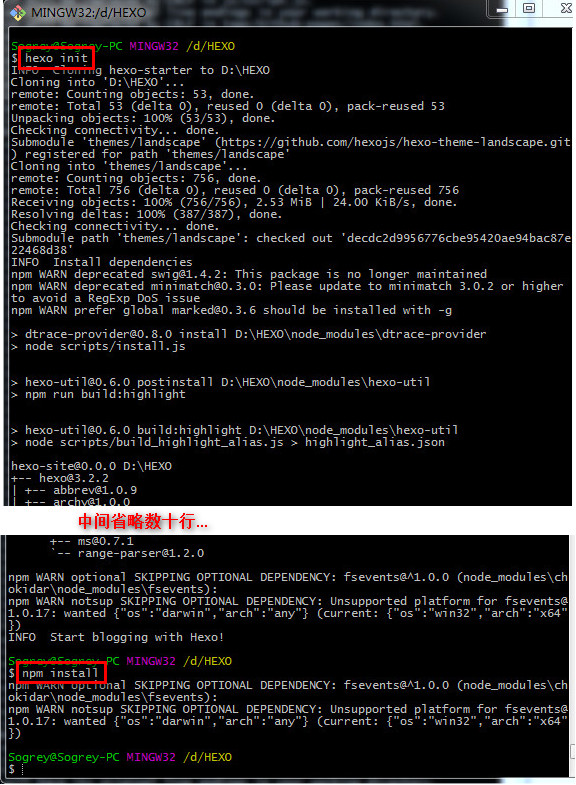 MINGW32:/d/HEXO
Sogrey@Sogrey-PC MINGW32 /d/HEXO
$ hexo init
INFO  Cloning hexo-starter to D:\HEXO
Cloning into 'D:\HEXO'...
remote: Counting objects: 53, done.
remote: Total 53 (delta 0), reused 0 (delta 0), pack-reused 53
Unpacking objects: 100% (53/53), done.
Checking connectivity... done.
Submodule 'themes/landscape' (https://github.com/hexojs/hexo-theme-landscape.git
) registered for path 'themes/landscape'
Cloning into 'themes/landscape'...
remote: Counting objects: 756, done.
remote: Total 756 (delta 0), reused 0 (delta 0), pack-reused 756
Receiving objects: 100% (756/756), 2.53 MiB | 24.00 KiB/s, done.
Resolving deltas: 100% (387/387), done.
Checking connectivity... done.
Submodule path 'themes/landscape': checked out 'decdc2d9956776cbe95420ae94bac87e
22468d38'
INFO  Install dependencies
npm WARN deprecated swig@1.4.2: This package is no longer maintained
npm WARN deprecated minimatch@0.3.0: Please update to minimatch 3.0.2 or higher
to avoid a RegExp DoS issue
npm WARN prefer global marked@0.3.6 should be installed with -g
> dtrace-provider@0.8.0 install D:\HEXO\node_modules\dtrace-provider
> node scripts/install.js
> hexo-util@0.6.0 postinstall D:\HEXO\node_modules\hexo-util
> npm run build:highlight
> hexo-util@0.6.0 build:highlight D:\HEXO\node_modules\hexo-util
> node scripts/build_highlight_alias.js > highlight_alias.json
hexo-site@0.0.0 D:\HEXO
+-- hexo@3.2.2
| +-- abbrev@1.0.9
| +-- archy@1.0.0
中间省略数十行...
+-- ms@0.7.1
`-- range-parser@1.2.0
npm WARN optional SKIPPING OPTIONAL DEPENDENCY: fsevents@^1.0.0 (node_modules\ch
okidar\node_modules\fsevents):
npm WARN notsup SKIPPING OPTIONAL DEPENDENCY: Unsupported platform for fsevents@
1.0.17: wanted {"os":"darwin","arch":"any"} (current: {"os":"win32","arch":"x64"
})
INFO  Start blogging with Hexo!
Sogrey@Sogrey-PC MINGW32 /d/HEXO
$ npm install
npm WARN optional SKIPPING OPTIONAL DEPENDENCY: fsevents@^1.0.0 (node_modules\ch
okidar\node_modules\fsevents):
npm WARN notsup SKIPPING OPTIONAL DEPENDENCY: Unsupported platform for fsevents@
1.0.17: wanted {"os":"darwin","arch":"any"} (current: {"os":"win32","arch":"x64"
})
Sogrey@Sogrey-PC MINGW32 /d/HEXO
$